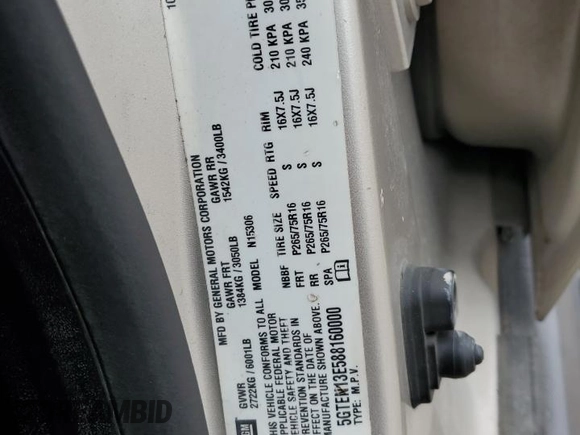 MFD BY GENERAL MOTORS CORPORATION
GVWR GAWR FRT GAWR RR
2722KG / 6001LB 1384KG / 3050LB 1542KG / 3400LB
THIS VEHICLE CONFORMS TO ALL
APPLICABLE FEDERAL MOTOR
VEHICLE SAFETY AND THEFT
PREVENTION STANDARDS IN
EFFECT ON THE DATE OF
MANUFACTURE SHOWN ABOVE.
5GTEN13E588160000
TYPE: M.P.V.
MODEL N15306
NBBF TIRE SIZE SPEED RTG RIM COLD TIRE
FRT P265/75R16 S 16X7.5J 210 KPA
RR P265/75R16 S 16X7.5J 210 KPA
SPA P265/75R16 S 16X7.5J 240 KPA